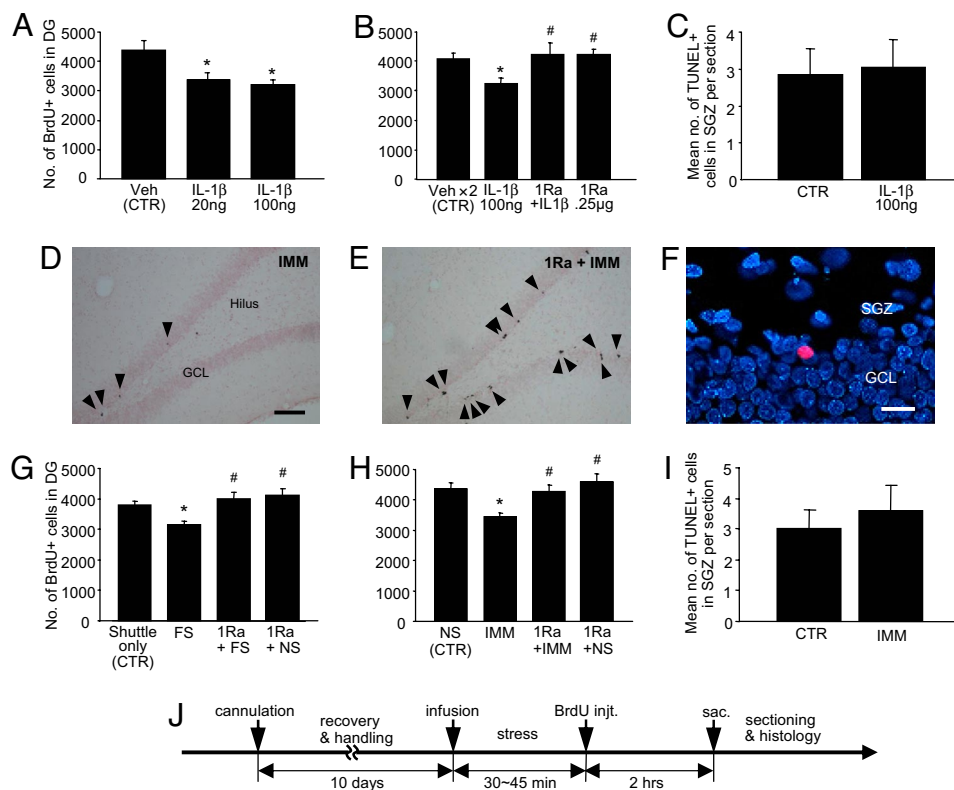 A
No. of BrdU+ cells in DG
5000
4000
3000
2000
1000
0
*
*
Veh
(CTR)
IL-1β
20ng
IL-1β
100ng
B
5000
4000
3000
2000
1000
0
*
#
#
Veh ×2
(CTR)
IL-1β
100ng
1Ra
+IL1β
1Ra
.25µg
C
Mean no. of TUNEL+
cells in SGZ per section
4
3
2
1
0
CTR
IL-1β
100ng
D
IMM
Hilus
GCL
E
1Ra + IMM
F
SGZ
GCL
G
No. of BrdU+ cells in DG
5000
4000
3000
2000
1000
0
*
#
#
Shuttle
only
(CTR)
FS
1Ra
+ FS
1Ra
+ NS
H
5000
4000
3000
2000
1000
0
*
#
#
NS
(CTR)
IMM
1Ra
+IMM
1Ra
+NS
I
Mean no. of TUNEL+ cells
in SGZ per section
5
4
3
2
1
0
CTR
IMM
J
cannulation
recovery
& handling
infusion
stress
BrdU injt.
sac.
sectioning
& histology
10 days
30~45 min
2 hrs